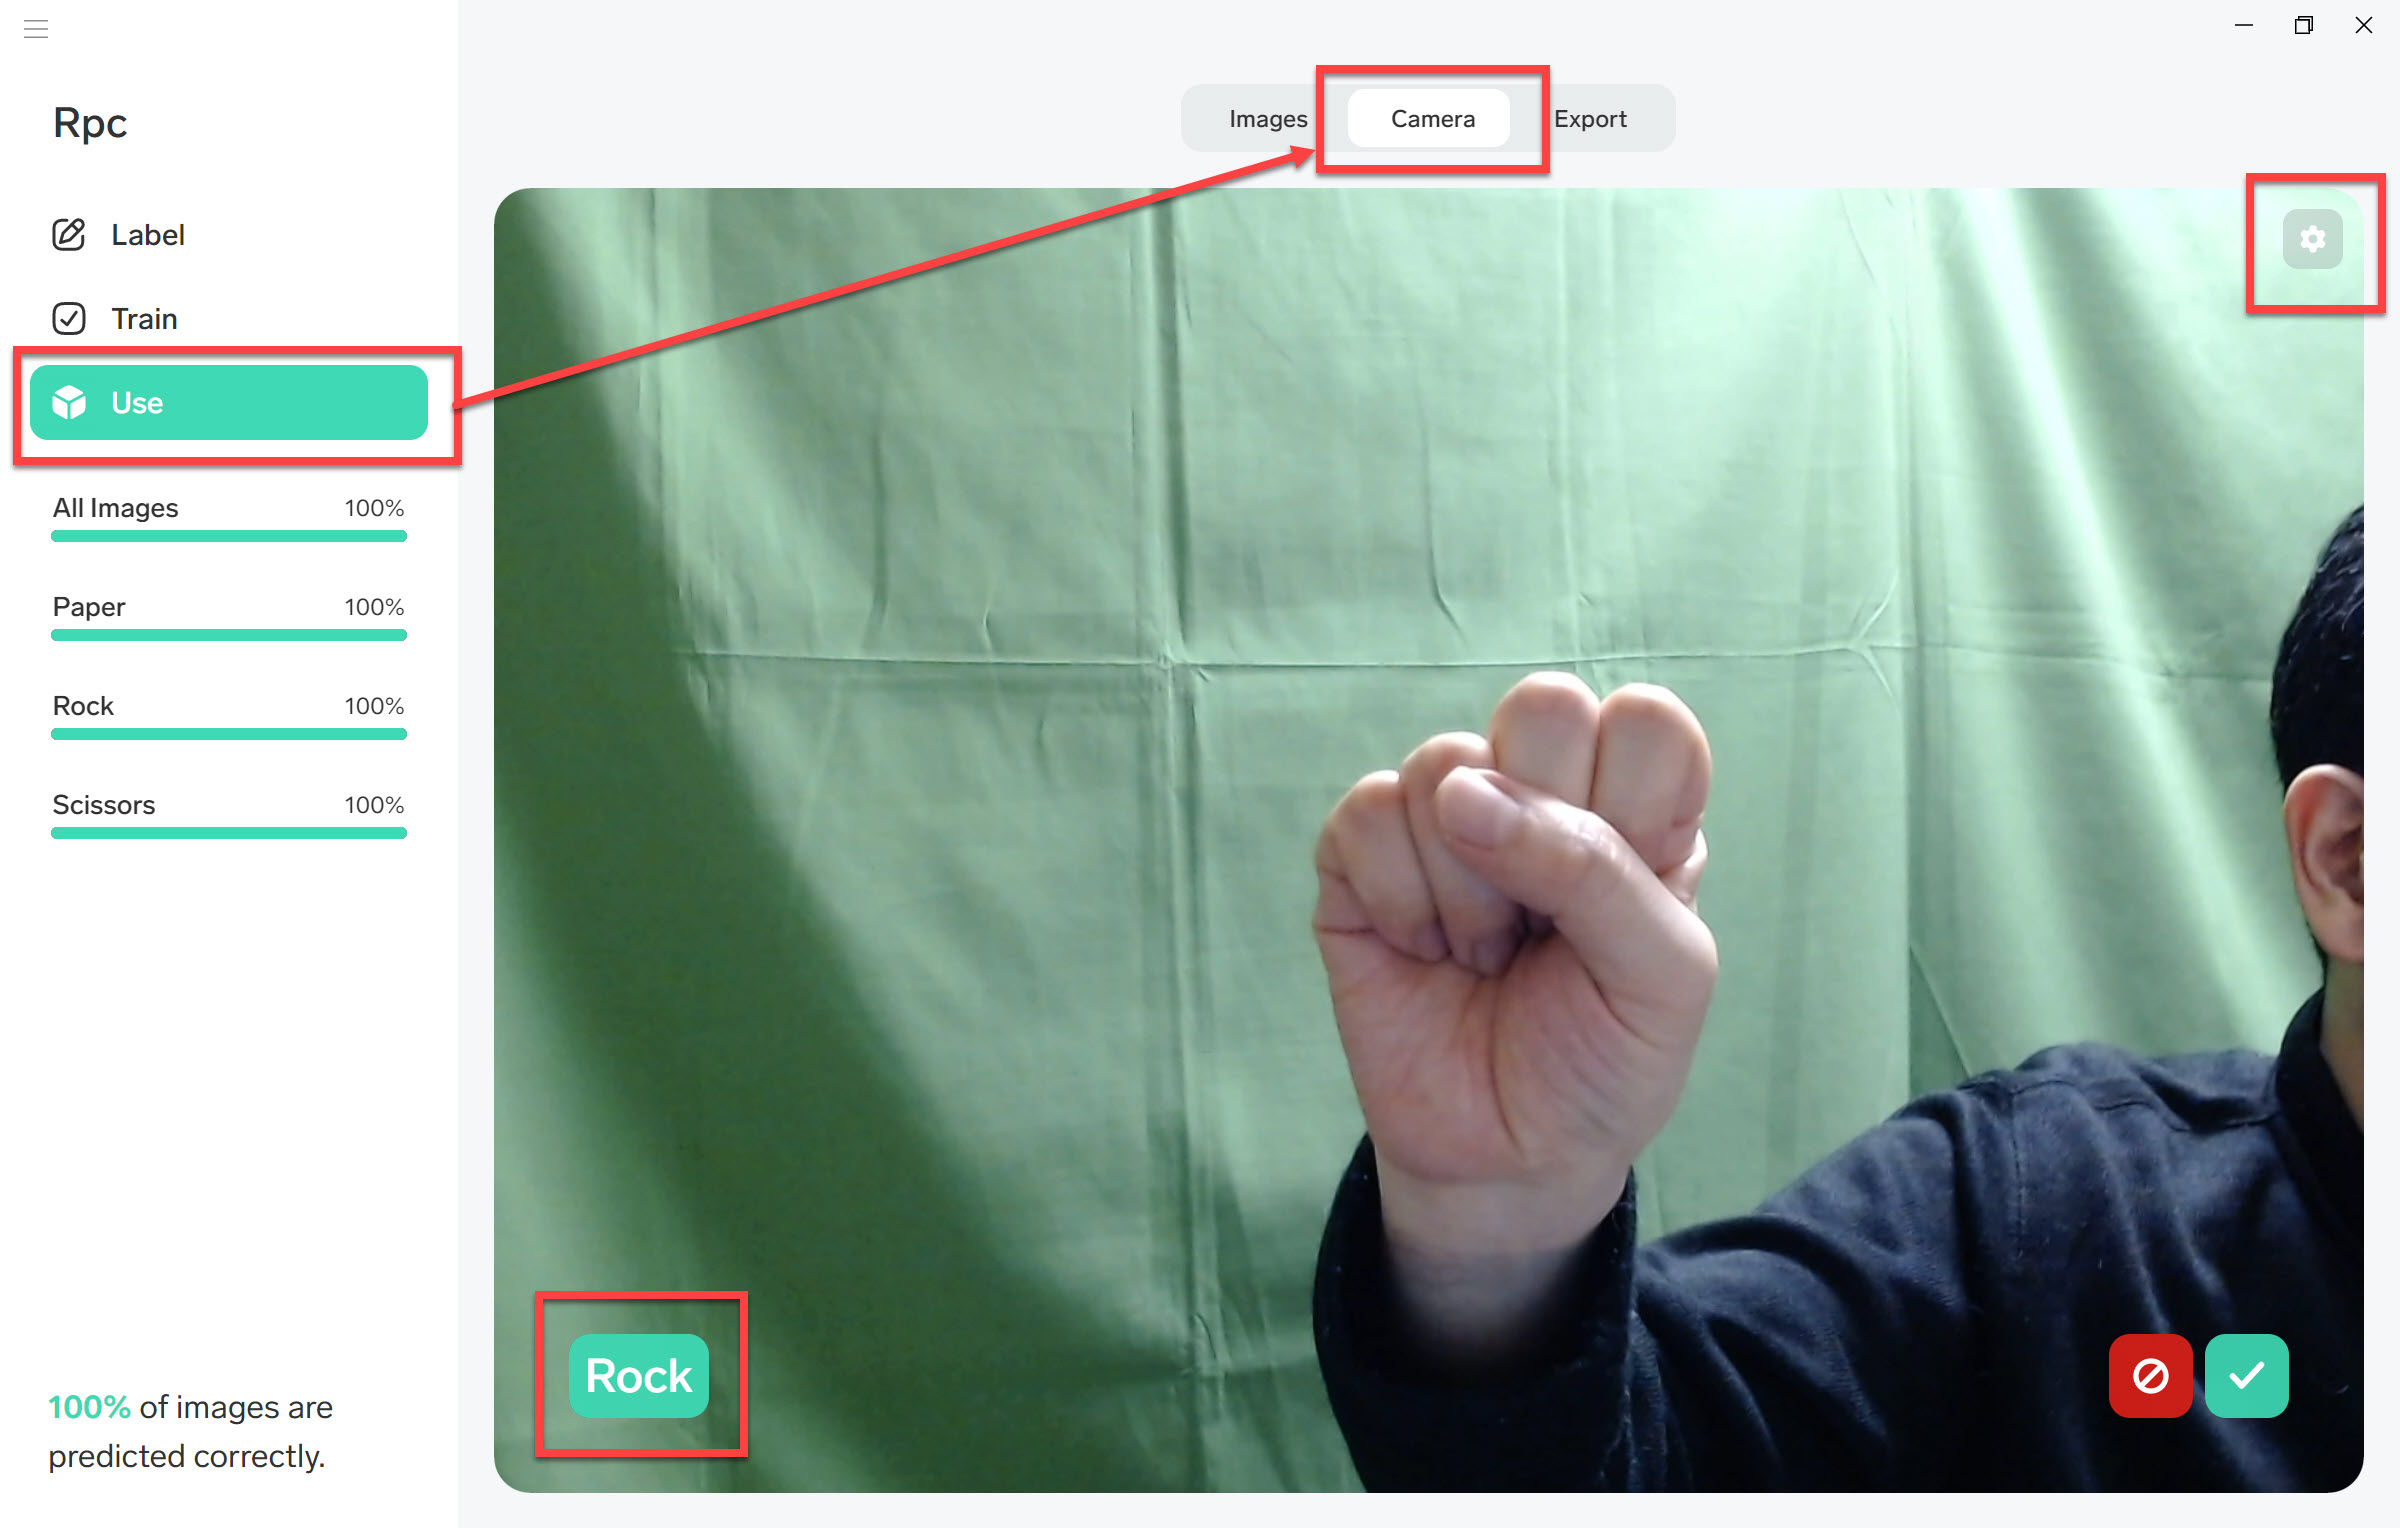 Rpc
Label
Train
Use
All Images 100%
Paper 100%
Rock 100%
Scissors 100%
100% of images are
predicted correctly.
Images Camera Export
Rock